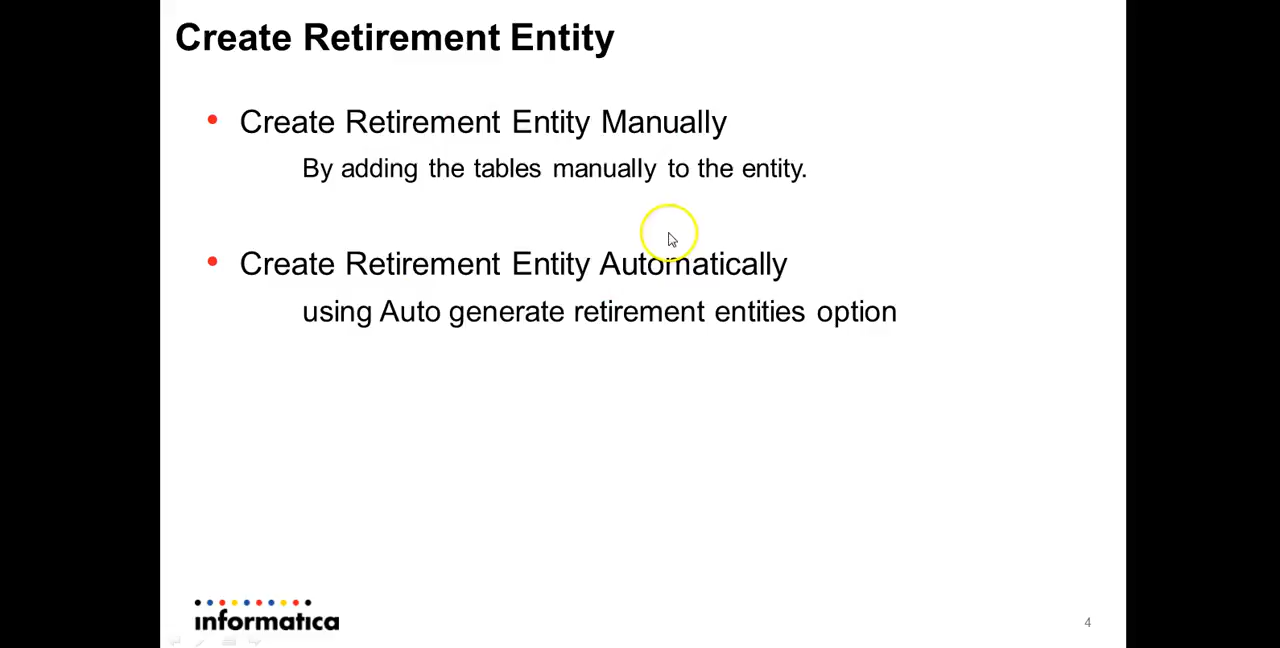 Create Retirement Entity
• Create Retirement Entity Manually
By adding the tables manually to the entity.
• Create Retirement Entity Automatically
using Auto generate retirement entities option
informatica
4